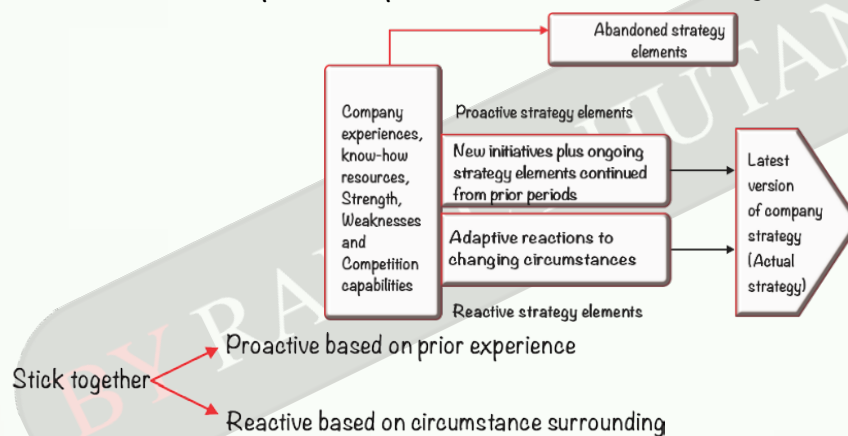 Abandoned strategy
elements
Company
experiences,
know-how
resources,
Strength,
Weaknesses
and
Competition
capabilities
Proactive strategy elements
New initiatives plus ongoing
strategy elements continued
from prior periods
Adaptive reactions to
changing circumstances
Reactive strategy elements
Latest
version
of company
strategy
(Actual
strategy)
Stick together
Proactive based on prior experience
Reactive based on circumstance surrounding
BY